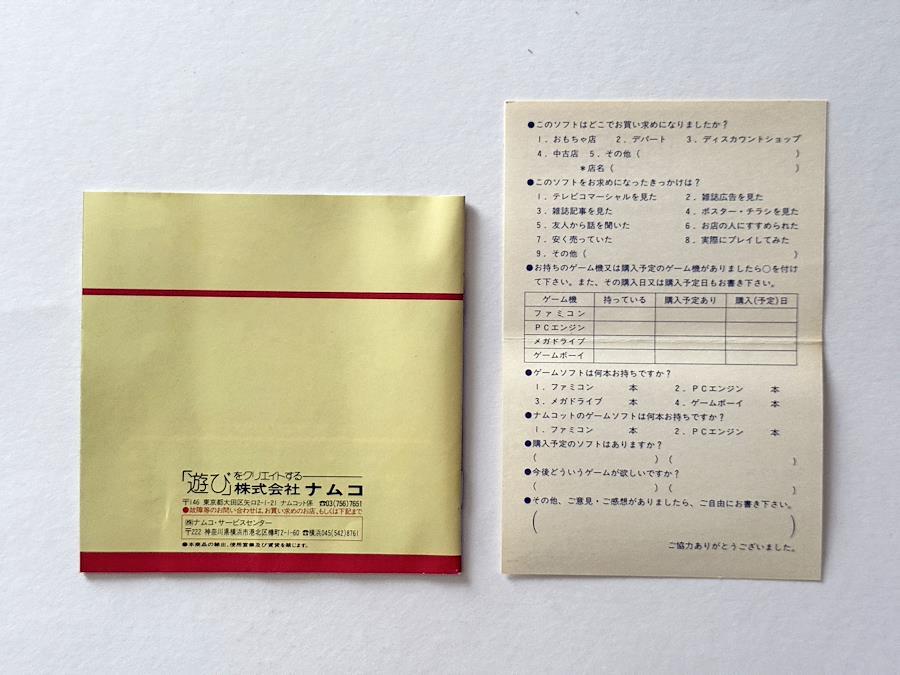 「遊び」をクリエイトする
株式会社 ナムコ
〒146 東京都大田区矢口2-1-21 ナムコット係 ☎03(756)7651
●故障等のお問い合わせは、お買い求めのお店、もしくは下記まで
㈱ナムコ・サービスセンター
〒222 神奈川県横浜市港北区樽町2-1-60 ☎横浜045(542)8761
●本商品の輸出、使用営業及び賃貸を禁じます。
●このソフトはどこでお買い求めになりましたか？
1．おもちゃ店 2．デパート 3．ディスカウントショップ
4．中古店 5．その他（ ）
＊店名（ ）
●このソフトをお求めになったきっかけは？
1．テレビコマーシャルを見た 2．雑誌広告を見た
3．雑誌記事を見た 4．ポスター・チラシを見た
5．友人から話を聞いた 6．お店の人にすすめられた
7．安く売っていた 8．実際にプレイしてみた
9．その他（ ）
●お持ちのゲーム機又は購入予定のゲーム機がありましたら○を付け
て下さい。また、その購入日又は購入予定日もお書き下さい。
ゲーム機 持っている 購入予定あり 購入(予定)日
ファミコン
PCエンジン
メガドライブ
ゲームボーイ
●ゲームソフトは何本お持ちですか？
1．ファミコン 本 2．PCエンジン 本
3．メガドライブ 本 4．ゲームボーイ 本
●ナムコットのゲームソフトは何本お持ちですか？
1．ファミコン 本 2．PCエンジン 本
●購入予定のソフトはありますか？
（ ）（ ）
●今後どういうゲームが欲しいですか？
（ ）（ ）
●その他、ご意見・ご感想がありましたら、ご自由にお書き下さい。
（ ）
ご協力ありがとうございました。